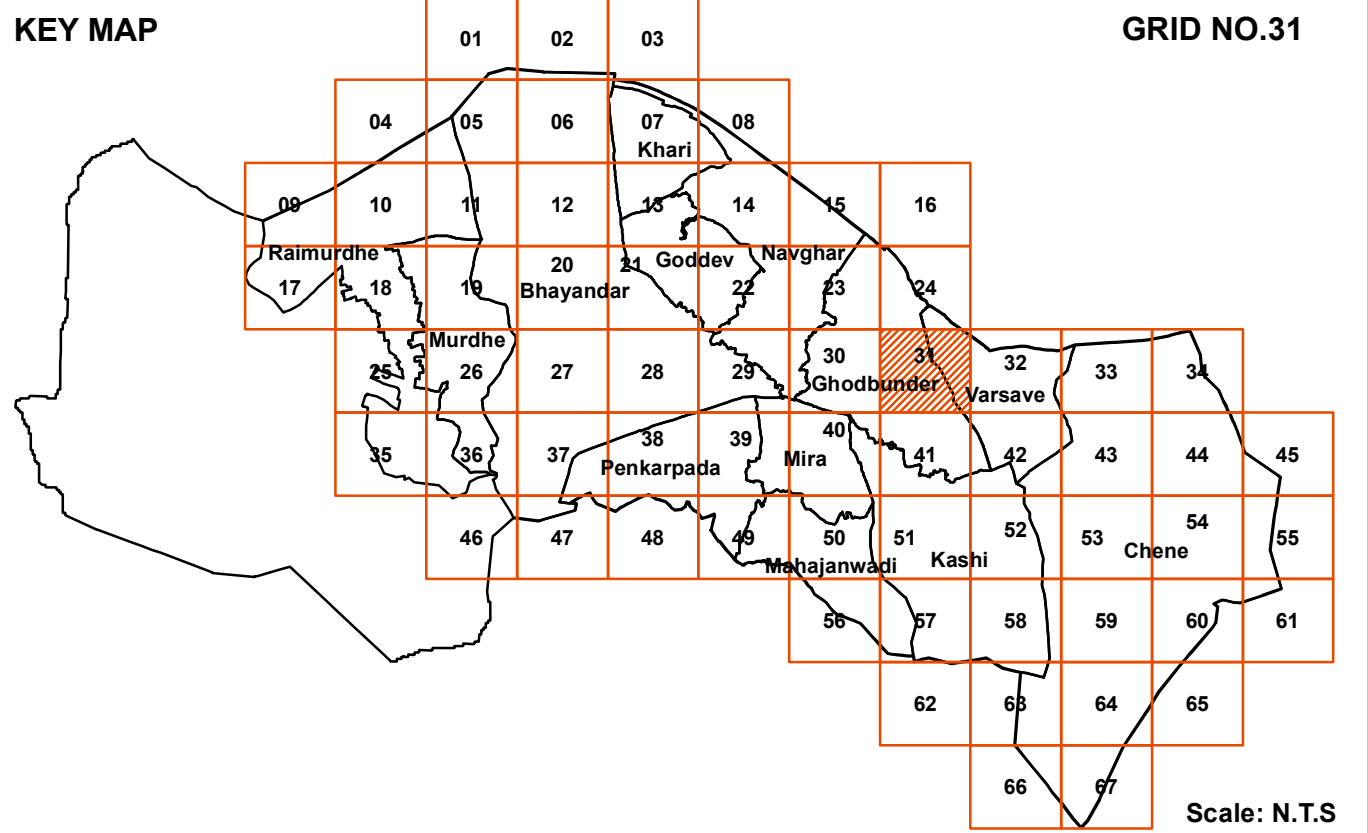 KEY MAP
GRID NO.31
01 02 03
04 05 06 07 08
Khari
09 10 11 12 13 14 15 16
Raimurdhe Goddev Navghar
17 18 19 20 21 22 23 24
Bhayandar
Murdhe
25 26 27 28 29 30 31 32 33 34
Ghodbunder Varsave
35 36 37 38 39 40 41 42 43 44 45
Penkarpada Mira
46 47 48 49 50 51 52 53 54 55
Mahajanwadi Kashi Chene
56 57 58 59 60 61
62 63 64 65
66 67
Scale: N.T.S